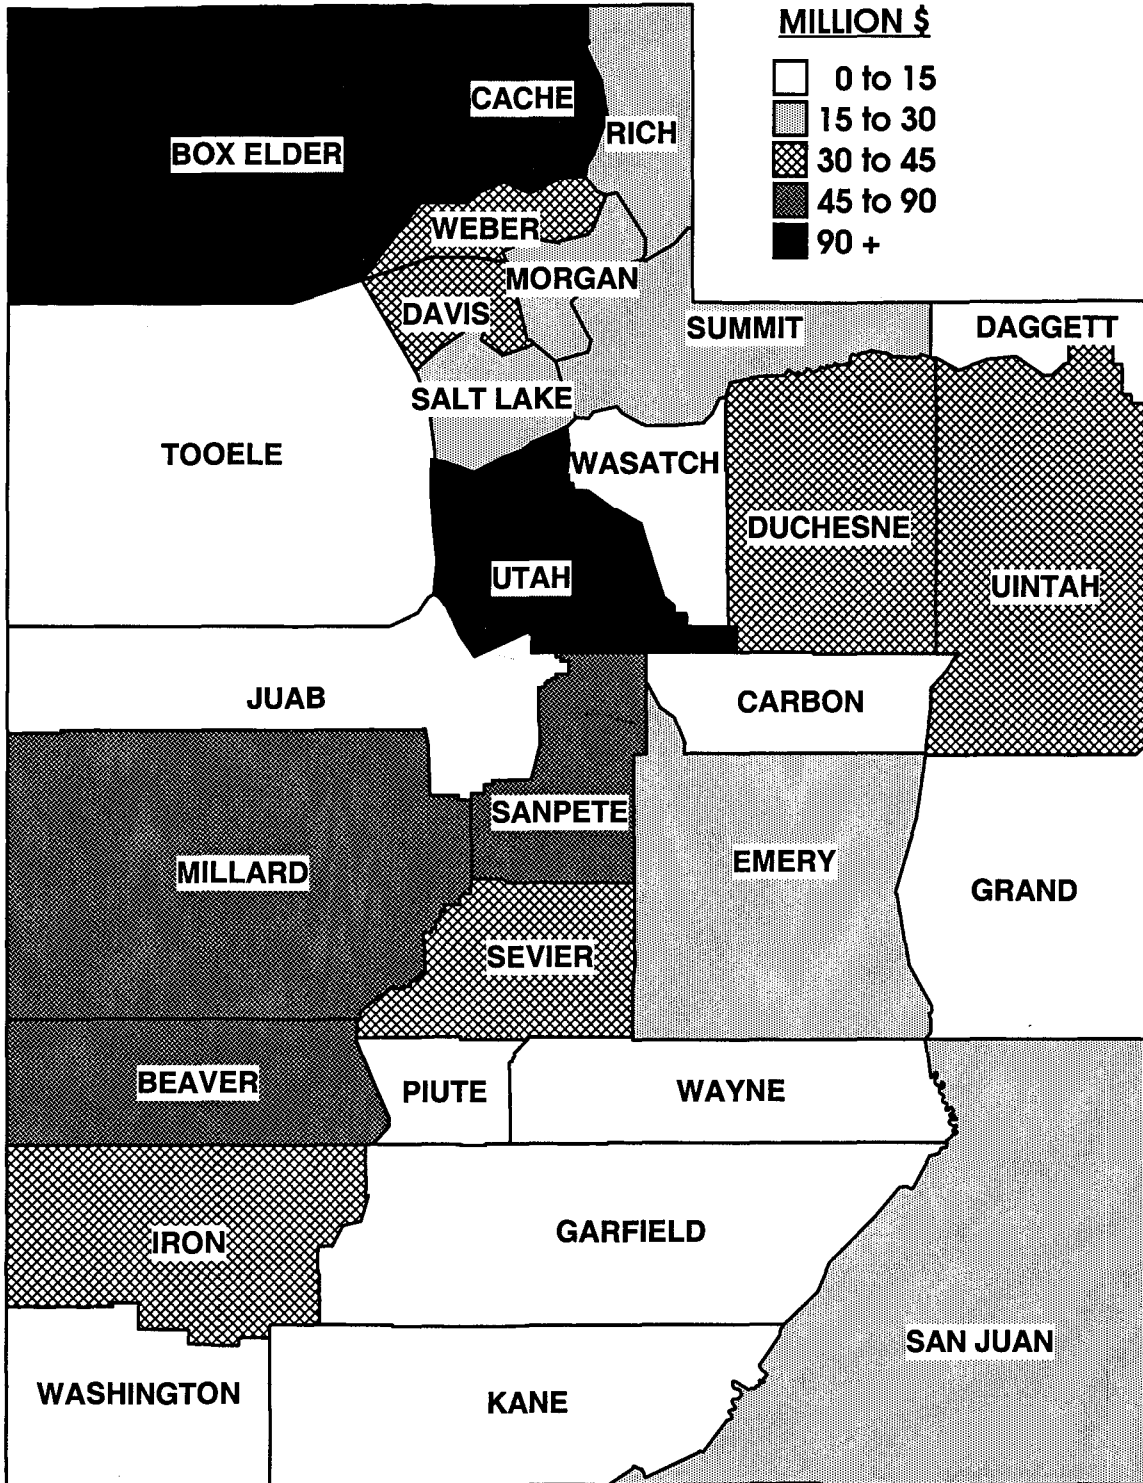 MILLION $
0 to 15
15 to 30
30 to 45
45 to 90
90 +
CACHE
BOX ELDER
RICH
WEBER
MORGAN
DAVIS
SUMMIT
DAGGETT
SALT LAKE
TOOELE
WASATCH
DUCHESNE
UTAH
UINTAH
JUAB
CARBON
SANPETE
MILLARD
EMERY
GRAND
SEVIER
BEAVER
PIUTE
WAYNE
GARFIELD
IRON
SAN JUAN
WASHINGTON
KANE